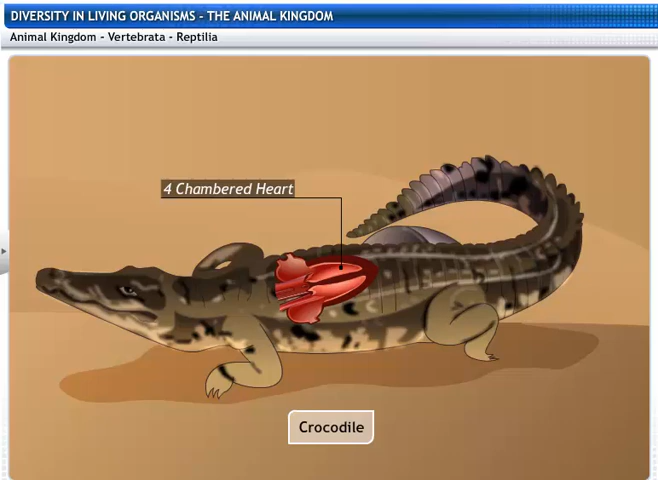 DIVERSITY IN LIVING ORGANISMS - THE ANIMAL KINGDOM
Animal Kingdom - Vertebrata - Reptilia
4 Chambered Heart
Crocodile